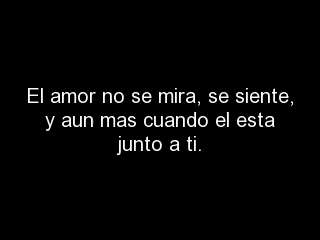 El amor no se mira, se siente,
y aun mas cuando el esta
junto a ti.